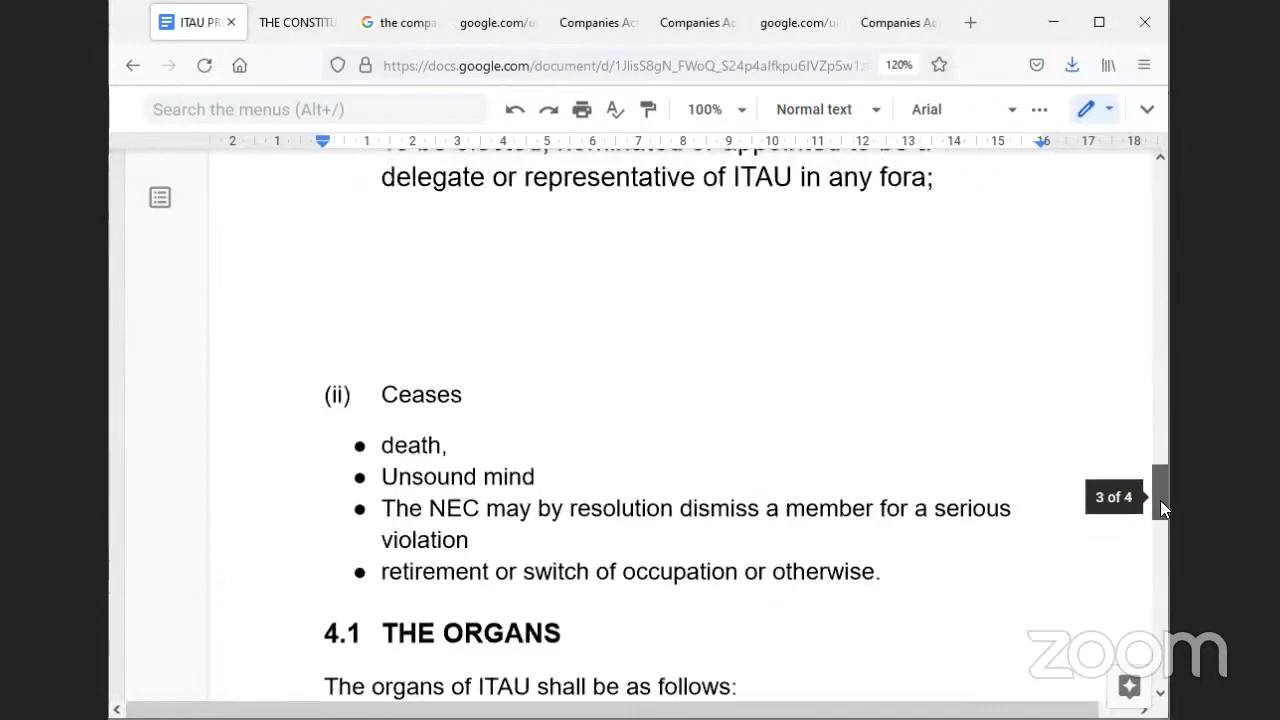 ITAU PR
THE CONSTITU
the compa
google.com/u
Companies Ac
Companies Ac
google.com/u
Companies Ac
https://docs.google.com/document/d/1JlisS8gN_FWoQ_S24p4aIfkpu6IVZp5w1z
120%
Search the menus (Alt+/)
100%
Normal text
Arial
2 1 1 2 3 4 5 6 7 8 9 10 11 12 13 14 15 16 17 18
delegate or representative of ITAU in any fora;
(ii) Ceases
● death,
● Unsound mind
● The NEC may by resolution dismiss a member for a serious
violation
● retirement or switch of occupation or otherwise.
3 of 4
4.1 THE ORGANS
The organs of ITAU shall be as follows:
zoom